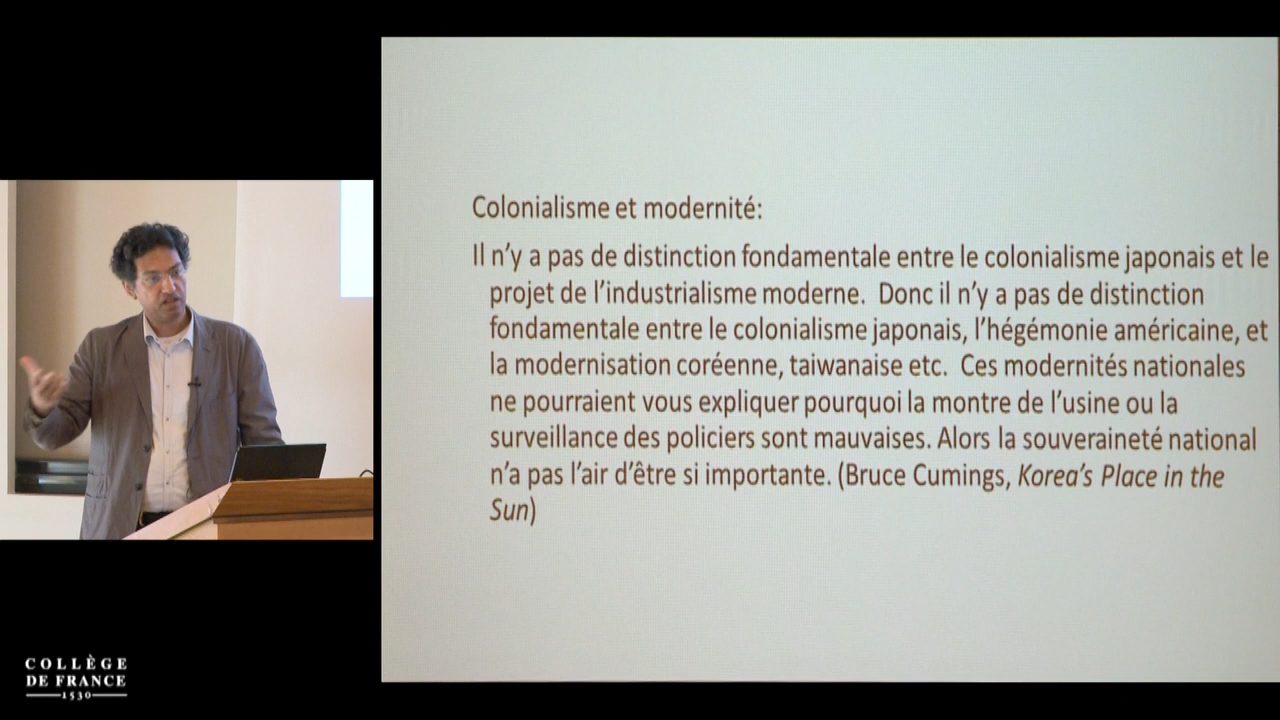 Colonialisme et modernité:
Il n'y a pas de distinction fondamentale entre le colonialisme japonais et le
projet de l'industrialisme moderne. Donc il n'y a pas de distinction
fondamentale entre le colonialisme japonais, l'hégémonie américaine, et
la modernisation coréenne, taiwanaise etc. Ces modernités nationales
ne pourraient vous expliquer pourquoi la montre de l'usine ou la
surveillance des policiers sont mauvaises. Alors la souveraineté national
n'a pas l'air d'être si importante. (Bruce Cumings, Korea's Place in the
Sun)
COLLÈGE
DE FRANCE
1530